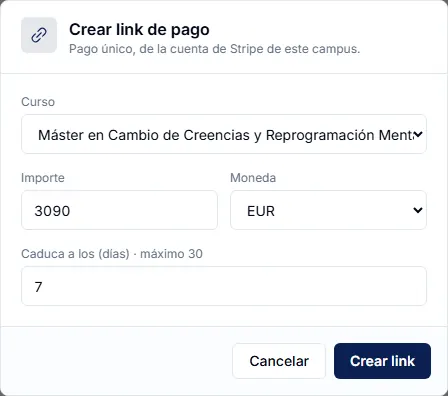 Crear link de pago
Pago único, de la cuenta de Stripe de este campus.
Curso
Máster en Cambio de Creencias y Reprogramación Ment
Importe
Moneda
3090
EUR
Caduca a los (días) · máximo 30
7
Cancelar
Crear link